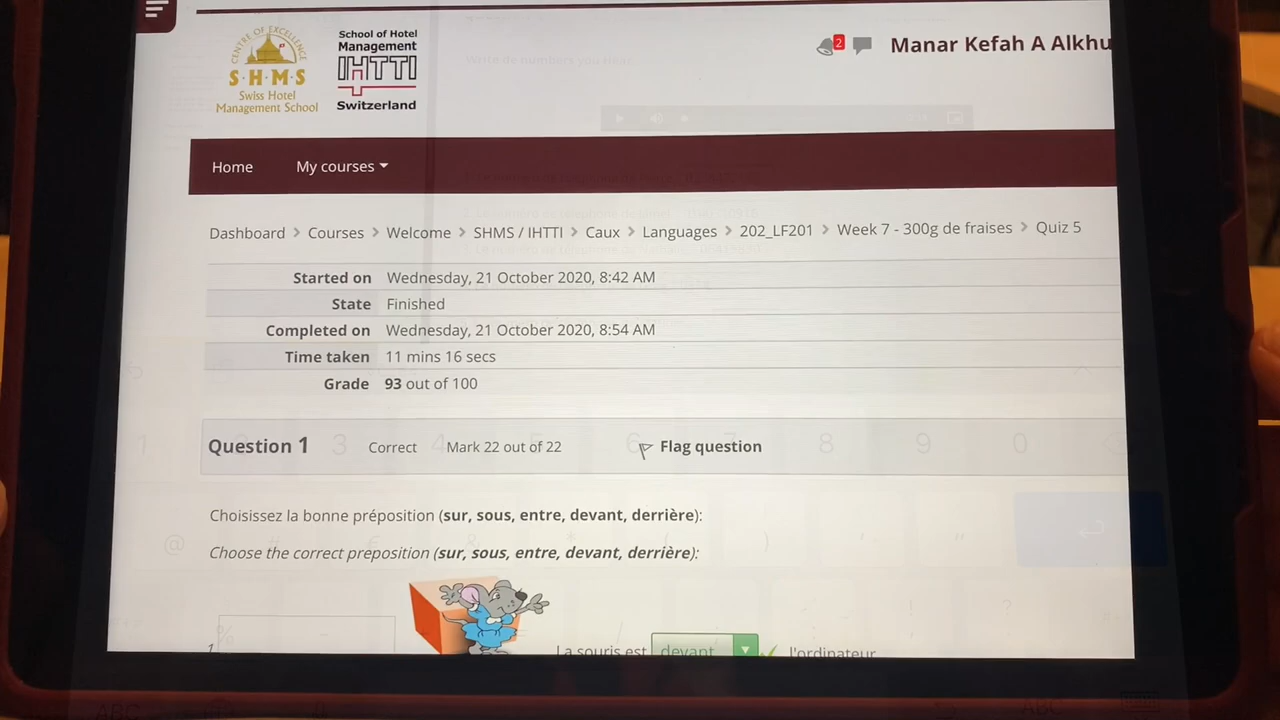 CENTRE OF EXCELLENCE
S·H·M·S
Swiss Hotel
Management School
School of Hotel
Management
IHTTI
Switzerland
2
Manar Kefah A Alkhu
Home
My courses
Dashboard > Courses > Welcome > SHMS / IHTTI > Caux > Languages > 202_LF201 > Week 7 - 300g de fraises > Quiz 5
Started on Wednesday, 21 October 2020, 8:42 AM
State Finished
Completed on Wednesday, 21 October 2020, 8:54 AM
Time taken 11 mins 16 secs
Grade 93 out of 100
Question 1 Correct Mark 22 out of 22 Flag question
Choisissez la bonne préposition (sur, sous, entre, devant, derrière):
Choose the correct preposition (sur, sous, entre, devant, derrière):
1 La souris est devant l'ordinateur